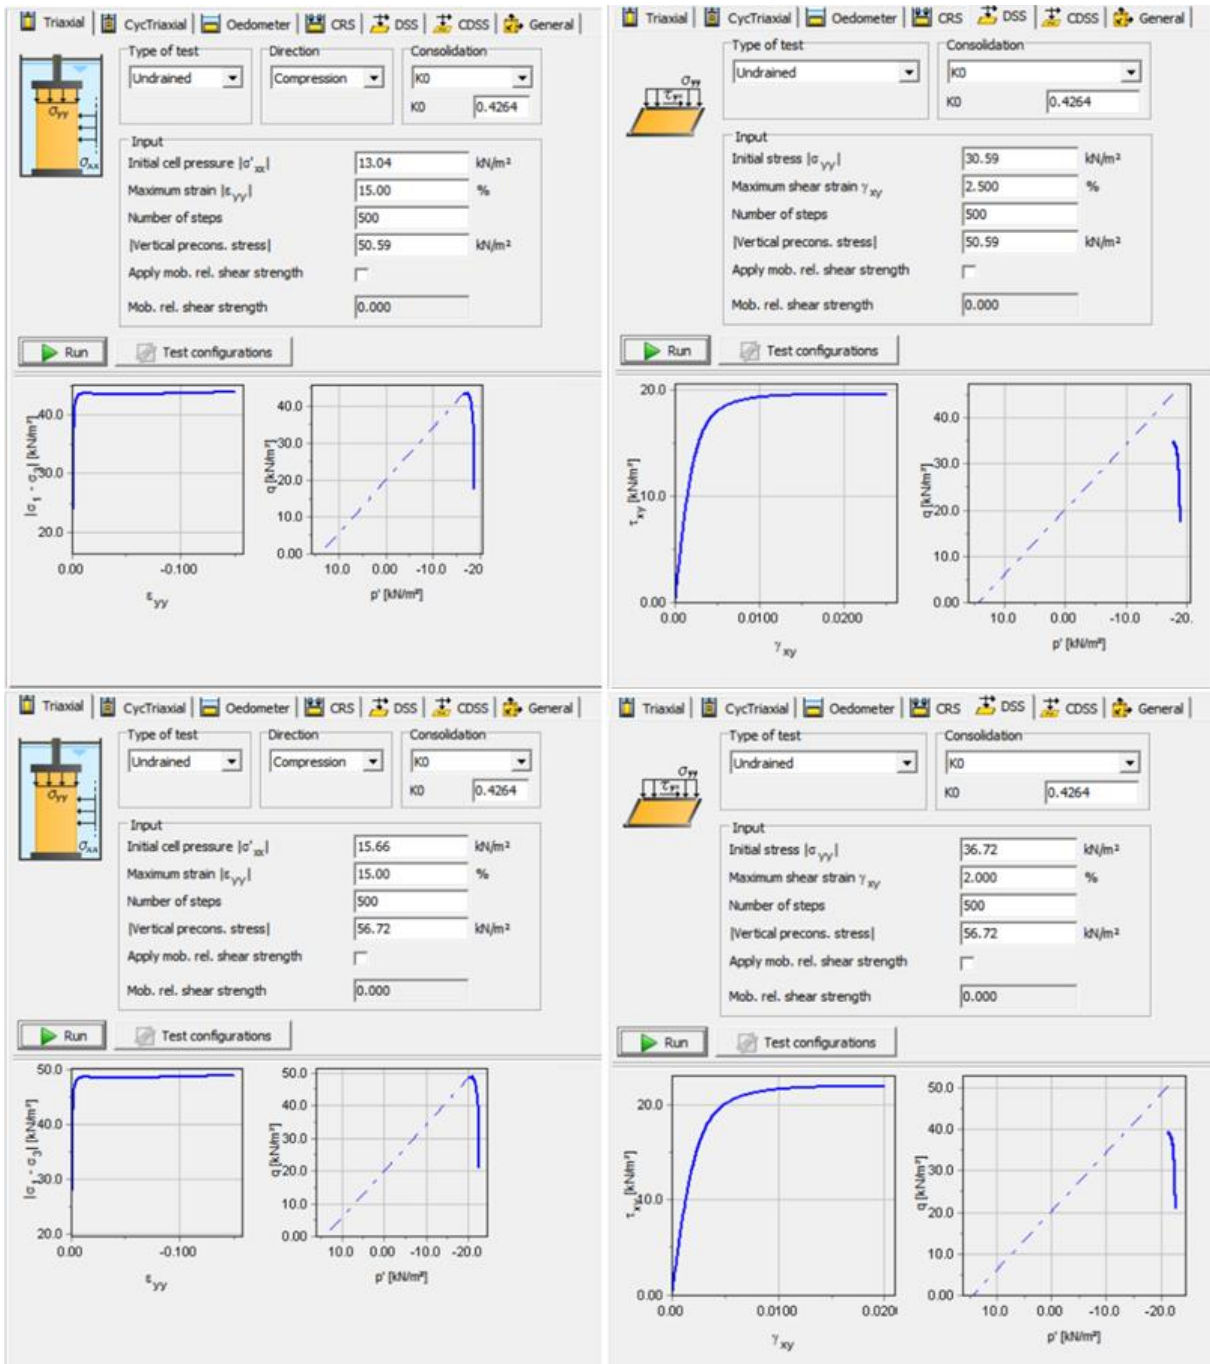 Triaxial CycTriaxial Oedometer CRS DSS CDSS General
Type of test Direction Consolidation
Undrained Compression K0
K0 0.4264
σyy
σxx
Input
Initial cell pressure |σ'xx| 13.04 kN/m²
Maximum strain |εyy| 15.00 %
Number of steps 500
|Vertical precons. stress| 50.59 kN/m²
Apply mob. rel. shear strength
Mob. rel. shear strength 0.000
Run Test configurations
|σ1 - σ3| [kN/m²]
40.0
30.0
20.0
0.00 -0.100
εyy
q [kN/m²]
40.0
30.0
20.0
10.0
0.00
10.0 0.00 -10.0 -20.0
p' [kN/m²]
Triaxial CycTriaxial Oedometer CRS DSS CDSS General
Type of test Consolidation
Undrained K0
K0 0.4264
σyy
Input
Initial stress |σyy| 30.59 kN/m²
Maximum shear strain γxy 2.500 %
Number of steps 500
|Vertical precons. stress| 50.59 kN/m²
Apply mob. rel. shear strength
Mob. rel. shear strength 0.000
Run Test configurations
τxy [kN/m²]
20.0
10.0
0.00
0.00 0.0100 0.0200
γxy
q [kN/m²]
40.0
30.0
20.0
10.0
0.00
10.0 0.00 -10.0 -20.
p' [kN/m²]
Triaxial CycTriaxial Oedometer CRS DSS CDSS General
Type of test Direction Consolidation
Undrained Compression K0
K0 0.4264
σyy
σxx
Input
Initial cell pressure |σ'xx| 15.66 kN/m²
Maximum strain |εyy| 15.00 %
Number of steps 500
|Vertical precons. stress| 56.72 kN/m²
Apply mob. rel. shear strength
Mob. rel. shear strength 0.000
Run Test configurations
|σ1 - σ3| [kN/m²]
50.0
40.0
30.0
20.0
0.00 -0.100
εyy
q [kN/m²]
50.0
40.0
30.0
20.0
10.0
0.00
10.0 0.00 -10.0 -20.0
p' [kN/m²]
Triaxial CycTriaxial Oedometer CRS DSS CDSS General
Type of test Consolidation
Undrained K0
K0 0.4264
σyy
Input
Initial stress |σyy| 36.72 kN/m²
Maximum shear strain γxy 2.000 %
Number of steps 500
|Vertical precons. stress| 56.72 kN/m²
Apply mob. rel. shear strength
Mob. rel. shear strength 0.000
Run Test configurations
τxy [kN/m²]
20.0
10.0
0.00
0.00 0.0100 0.020
γxy
q [kN/m²]
50.0
40.0
30.0
20.0
10.0
0.00
10.0 0.00 -10.0 -20.0
p' [kN/m²]